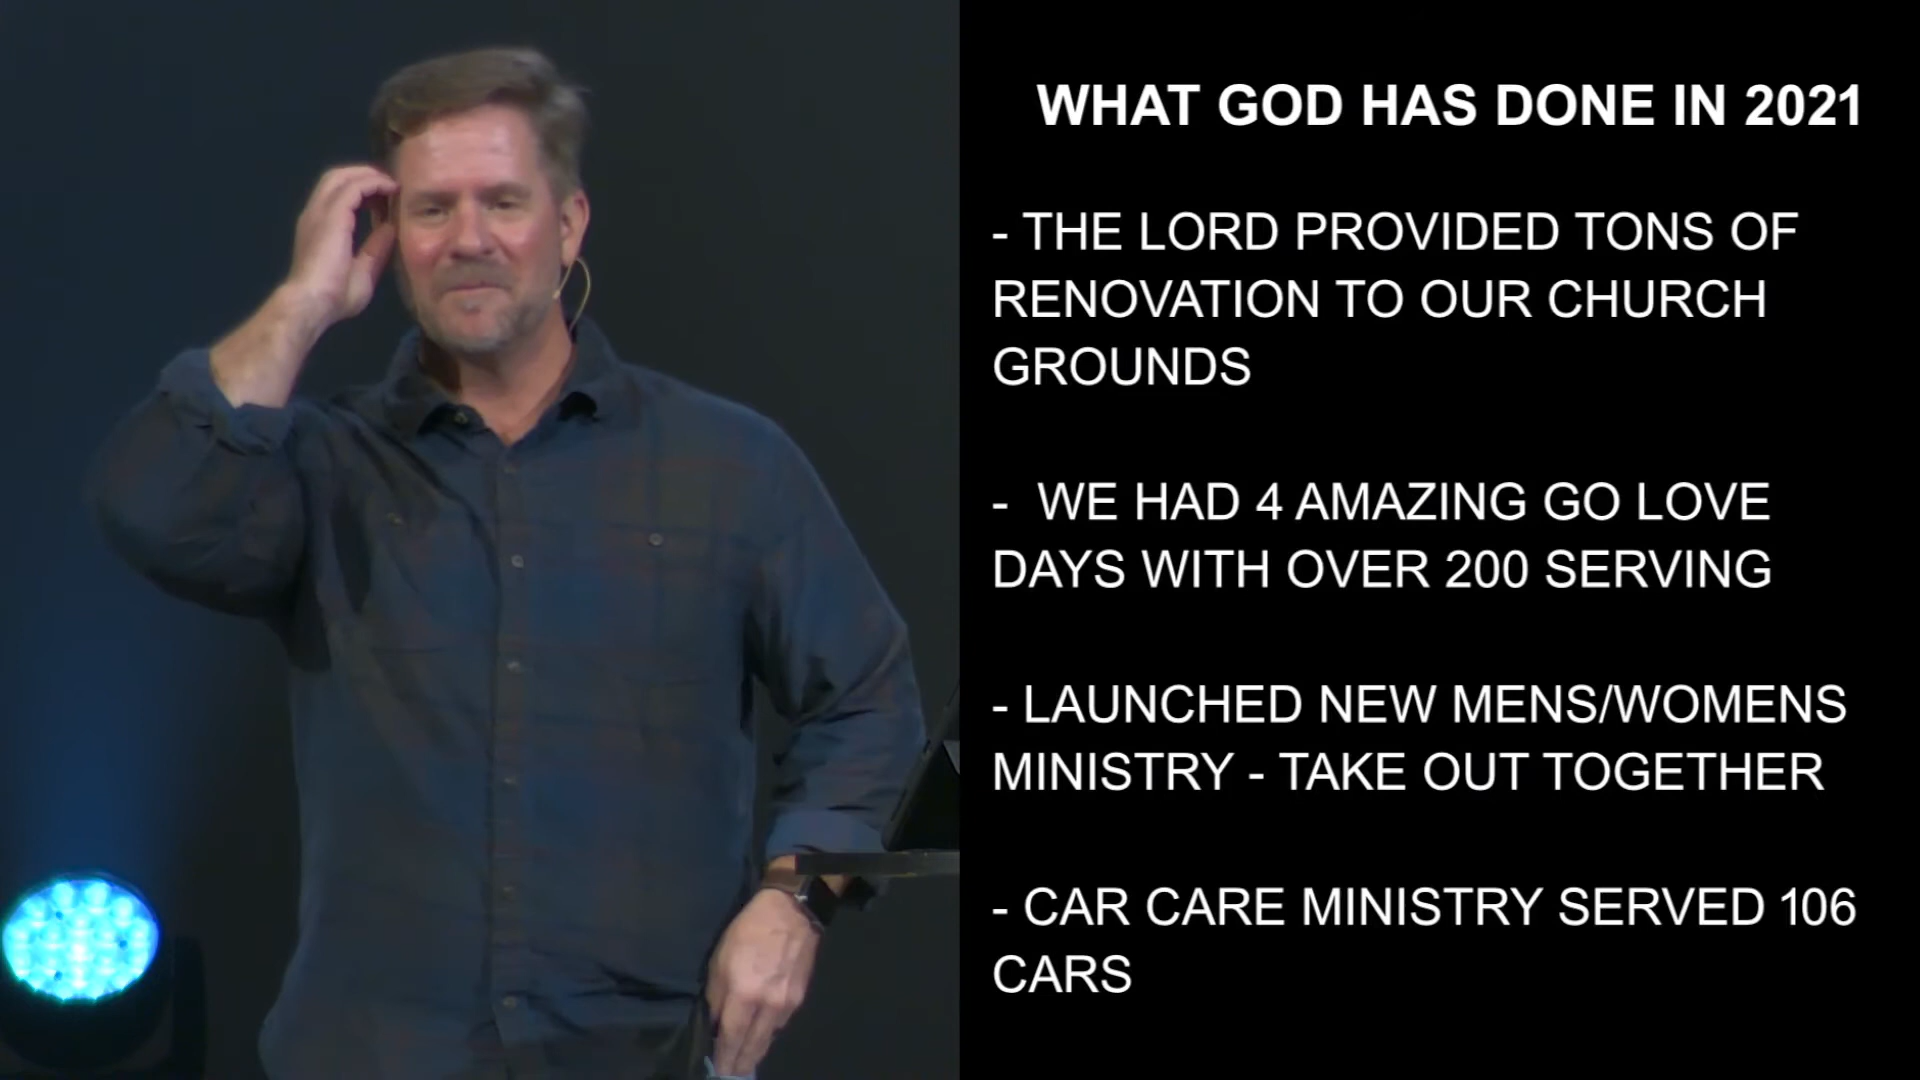 WHAT GOD HAS DONE IN 2021
- THE LORD PROVIDED TONS OF
RENOVATION TO OUR CHURCH
GROUNDS
- WE HAD 4 AMAZING GO LOVE
DAYS WITH OVER 200 SERVING
- LAUNCHED NEW MENS/WOMENS
MINISTRY - TAKE OUT TOGETHER
- CAR CARE MINISTRY SERVED 106
CARS